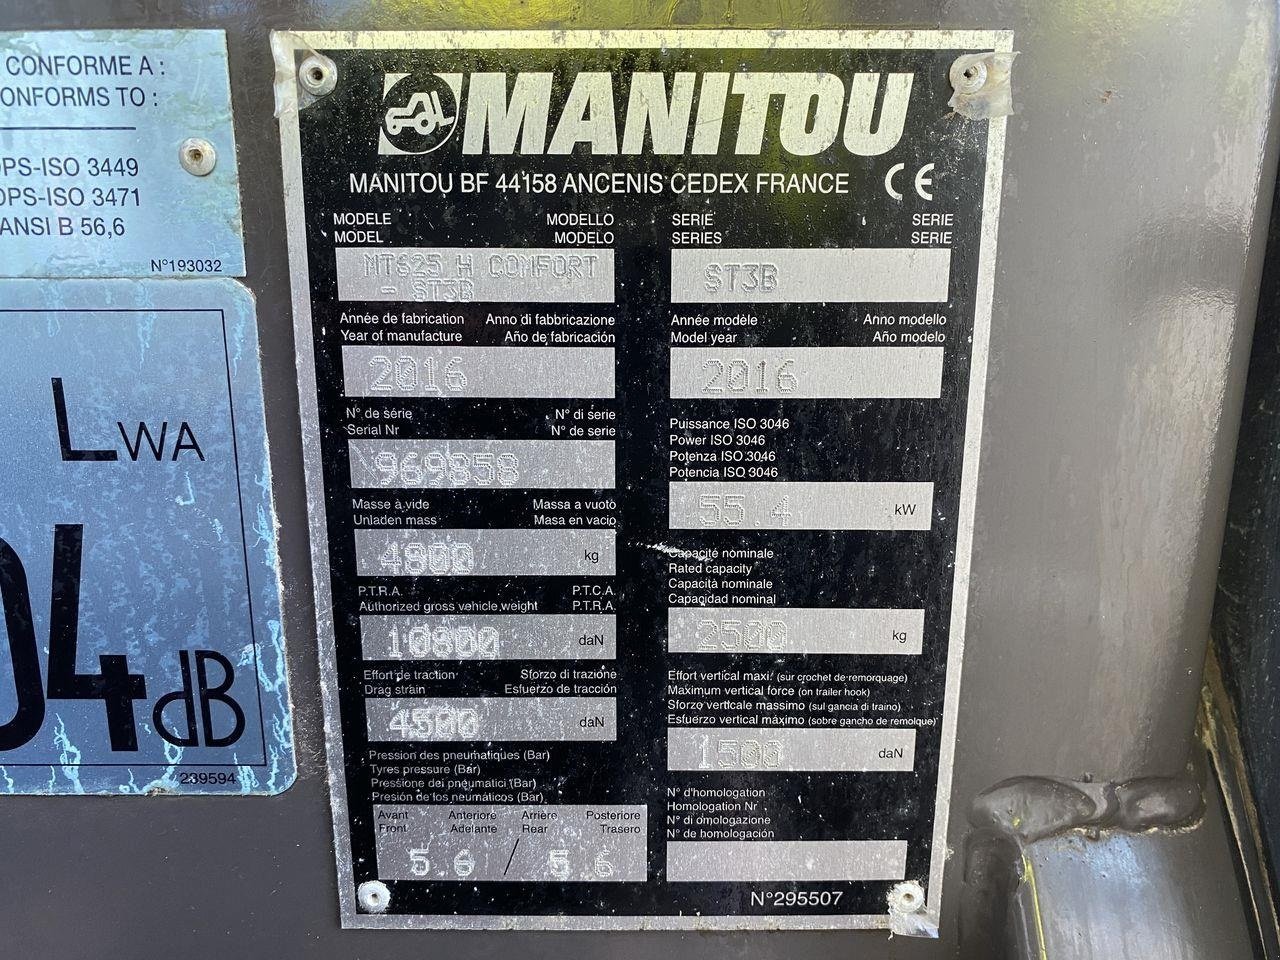 CONFORME A :
ONFORMS TO :
OPS-ISO 3449
OPS-ISO 3471
ANSI B 56,6
N°193032
LWA
04 dB
239594
MANITOU
MANITOU BF 44158 ANCENIS CEDEX FRANCE CE
MODELE MODELLO
MODEL MODELO
MT625 H COMFORT
- ST3B
SERIE SERIE
SERIES SERIE
ST3B
Année de fabrication Anno di fabbricazione
Year of manufacture Año de fabricación
2016
Année modèle Anno modello
Model year Año modelo
2016
N° de série N° di serie
Serial Nr N° de serie
969858
Puissance ISO 3046
Power ISO 3046
Potenza ISO 3046
Potencia ISO 3046
55.4 kW
Masse à vide Massa a vuoto
Unladen mass Masa en vacio
4800 kg
Capacité nominale
Rated capacity
Capacità nominale
Capacidad nominal
2500 kg
P.T.R.A. P.T.C.A.
Authorized gross vehicle weight P.T.R.A.
10800 daN
Effort de traction Sforzo di trazione
Drag strain Esfuerzo de tracción
4500 daN
Effort vertical maxi. (sur crochet de remorquage)
Maximum vertical force (on trailer hook)
Sforzo verticale massimo (sul gancia di traino)
Esfuerzo vertical máximo (sobre gancho de remolque)
1500 daN
Pression des pneumatiques (Bar)
Tyres pressure (Bar)
Pressione dei pneumatici (Bar)
Presión de los neumáticos (Bar)
Avant Anteriore Arrière Posteriore
Front Adelante Rear Trasero
5 6 / 5 6
N° d'homologation
Homologation Nr
N° di omologazione
N° de homologación
N°295507